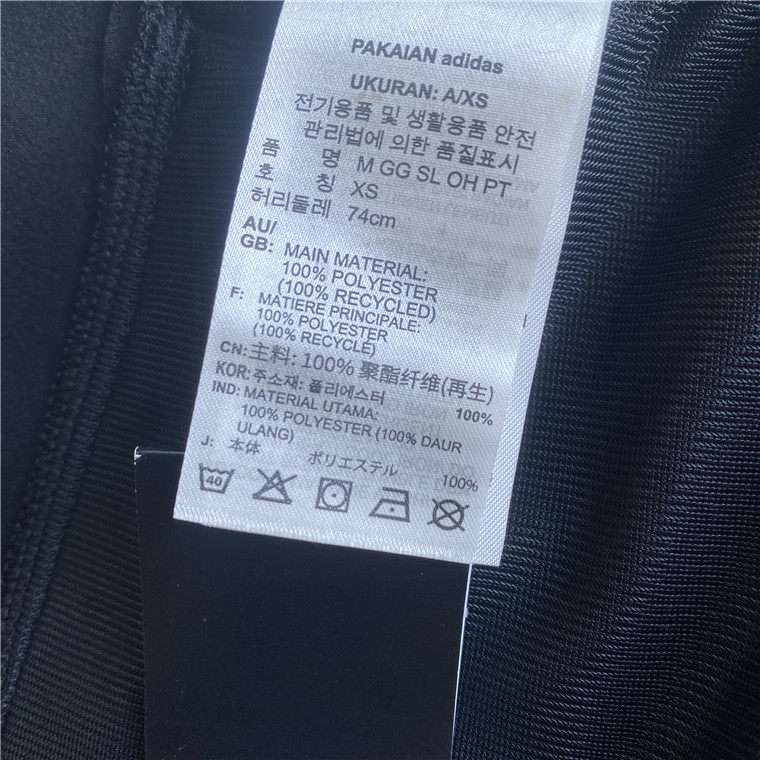 PAKAIAN adidas
UKURAN: A/XS
전기용품 및 생활용품 안전
관리법에 의한 품질표시
품 명 M GG SL OH PT
호 칭 XS
허리둘레 74cm
AU/
GB: MAIN MATERIAL:
100% POLYESTER
(100% RECYCLED)
F: MATIERE PRINCIPALE:
100% POLYESTER
(100% RECYCLE)
CN: 主料: 100% 聚酯纤维(再生)
KOR: 주소재: 폴리에스터 100%
IND: MATERIAL UTAMA:
100% POLYESTER (100% DAUR
ULANG)
J: 本体
ポリエステル 100%
40